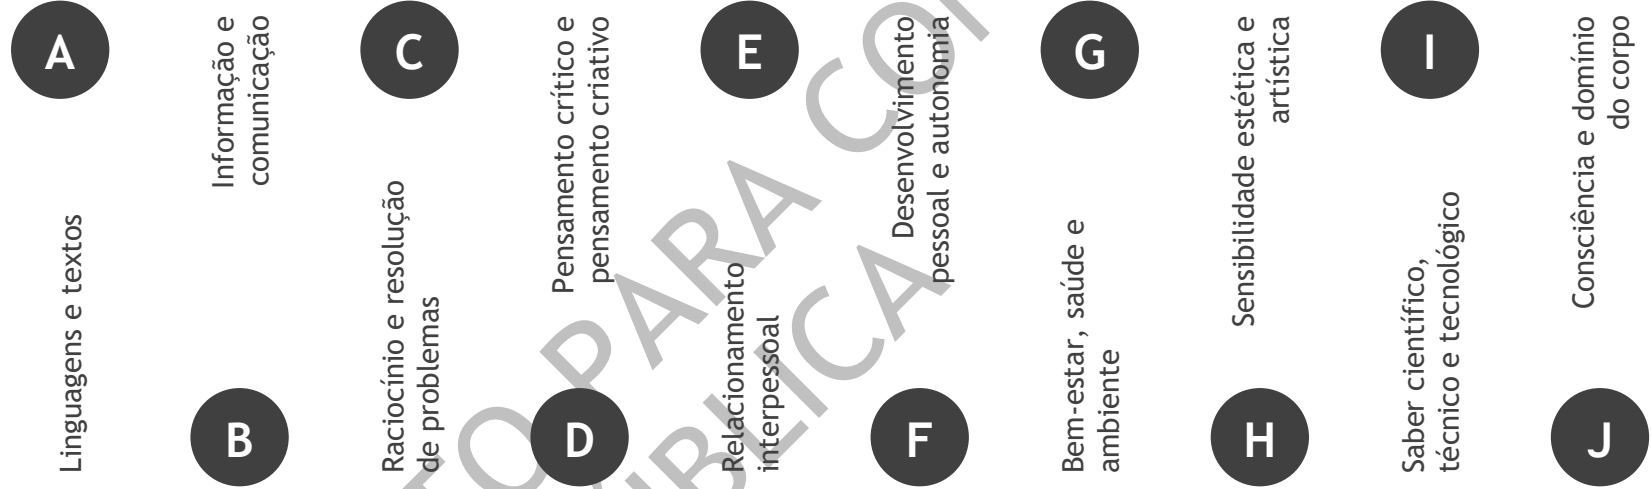 A
Linguagens e textos
B
Informação e
comunicação
C
Raciocínio e resolução
de problemas
D
Pensamento crítico e
pensamento criativo
E
Relacionamento
interpessoal
F
Desenvolvimento
pessoal e autonomia
G
Bem-estar, saúde e
ambiente
H
Sensibilidade estética e
artística
I
Saber científico,
técnico e tecnológico
J
Consciência e domínio
do corpo
PARA